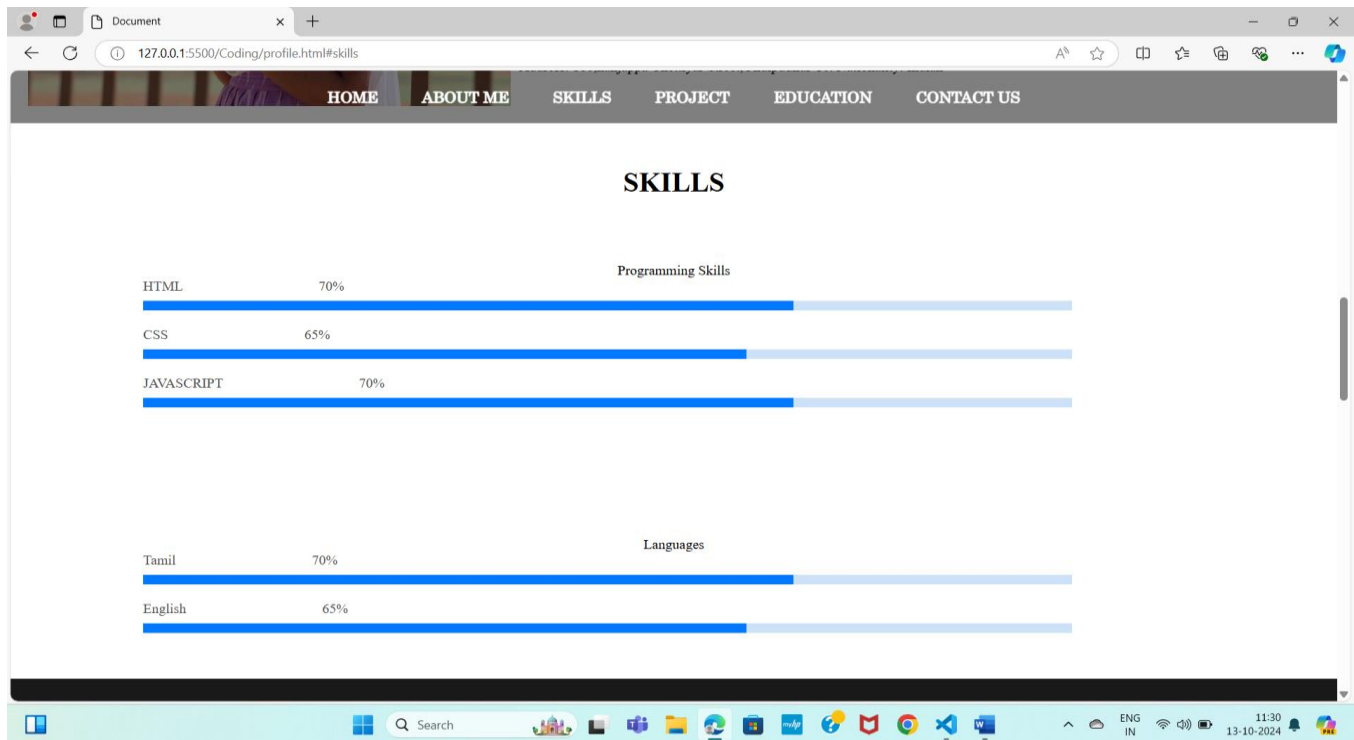 Document
127.0.0.1:5500/Coding/profile.html#skills
HOME ABOUT ME SKILLS PROJECT EDUCATION CONTACT US
SKILLS
Programming Skills
HTML 70%
CSS 65%
JAVASCRIPT 70%
Languages
Tamil 70%
English 65%
Search
myhp
ENG
IN
11:30
13-10-2024
PRE